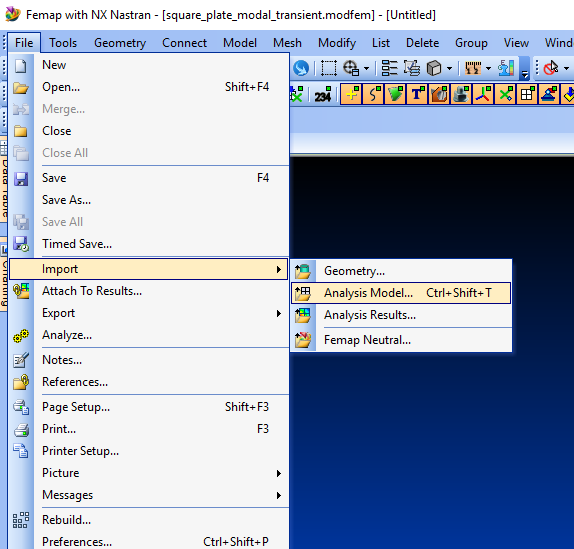 Femap with NX Nastran - [square_plate_modal_transient.modfem] - [Untitled]
File Tools Geometry Connect Model Mesh Modify List Delete Group View Wind
New
Open... Shift+F4
Merge...
Close
Close All
Save F4
Save As...
Save All
Timed Save...
Import
Geometry...
Attach To Results...
Analysis Model... Ctrl+Shift+T
Export
Analysis Results...
Analyze...
Femap Neutral...
Notes...
References...
Page Setup... Shift+F3
Print... F3
Printer Setup...
Picture
Messages
Rebuild...
Preferences... Ctrl+Shift+P
234
T
Data Table